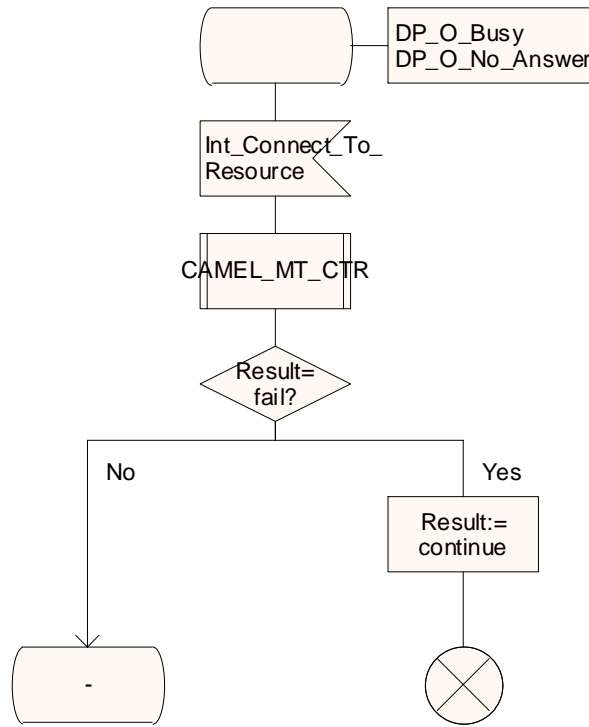 DP_O_Busy
DP_O_No_Answer
Int_Connect_To_
Resource
CAMEL_MT_CTR
Result=
fail?
No
Yes
Result:=
continue
-